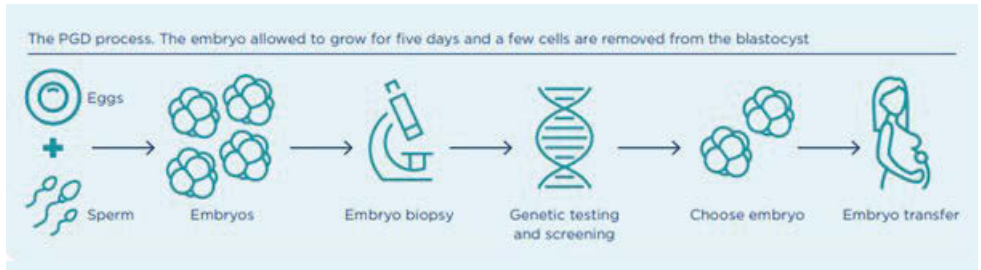 The PGD process. The embryo allowed to grow for five days and a few cells are removed from the blastocyst
Eggs
Sperm
Embryos
Embryo biopsy
Genetic testing
and screening
Choose embryo
Embryo transfer